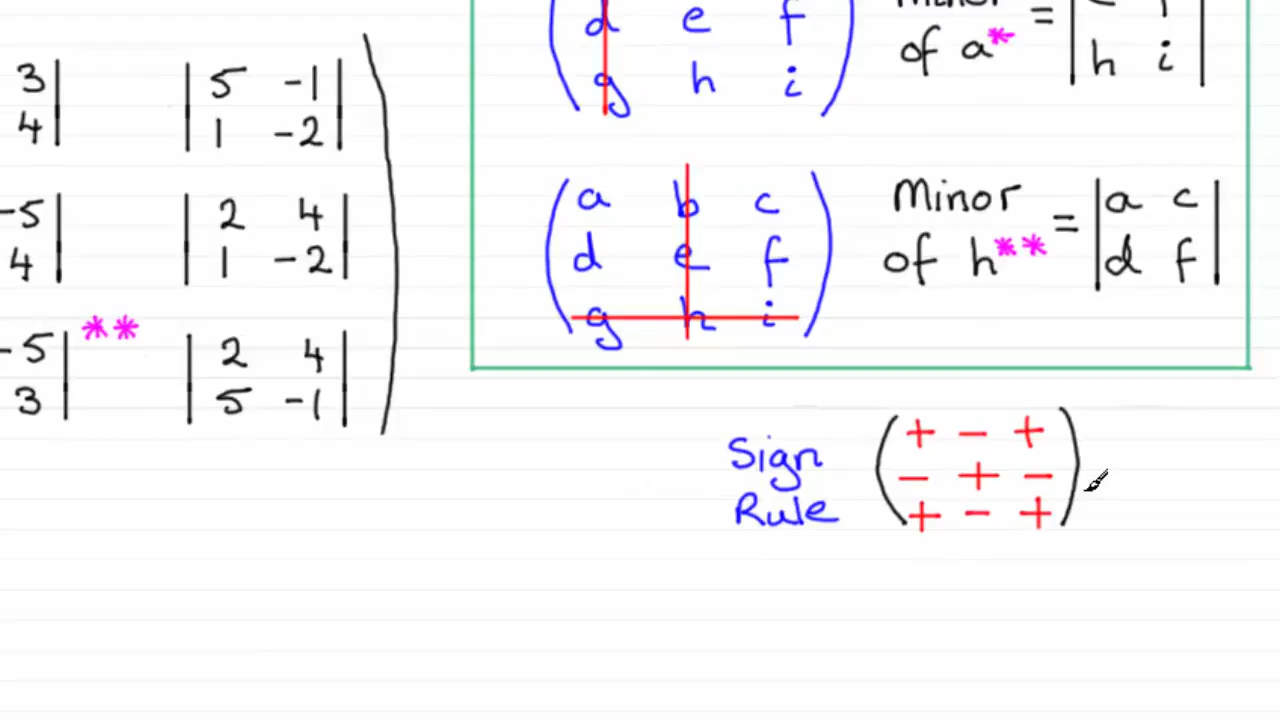 3| |5 -1|
4| |1 -2|
-5| |2 4|
4| |1 -2|
-5| ** |2 4|
3| |5 -1|
d e f
g h i
of a* =
h i
a b c
d e f
g h i
Minor
of h** =
|a c|
|d f|
Sign
Rule
+ - +
- + -
+ - +